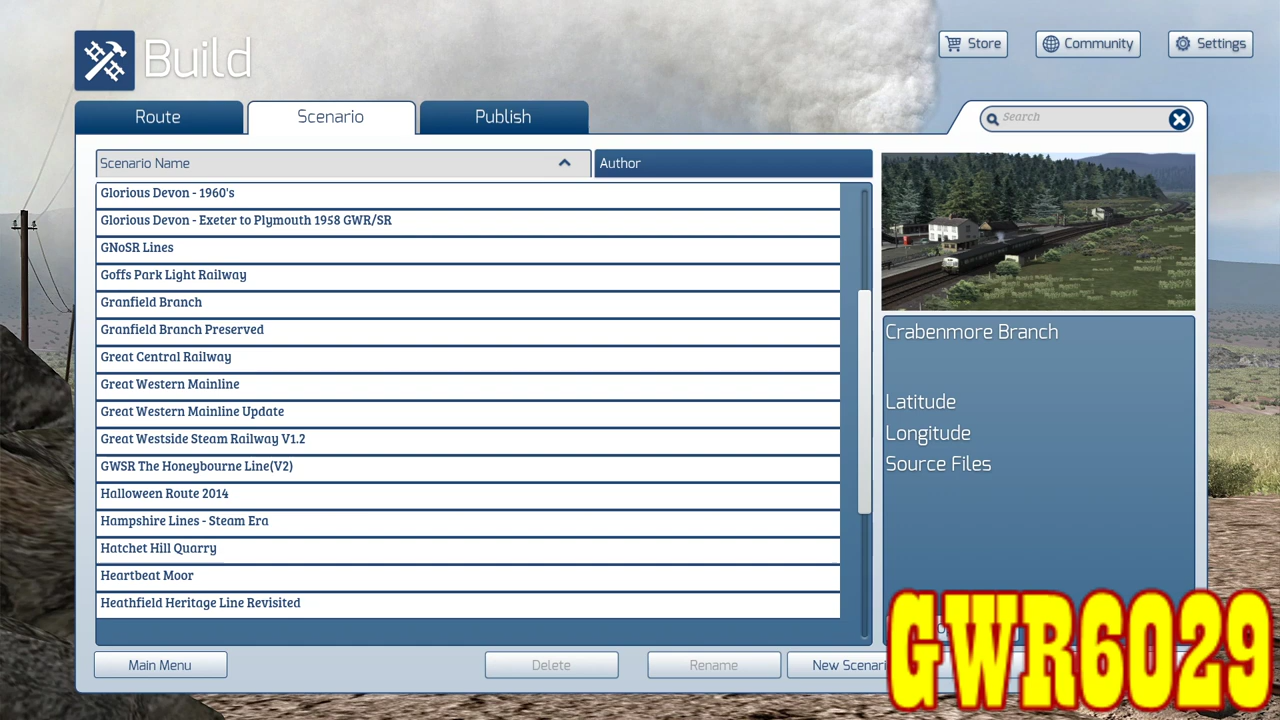 Build
Store
Community
Settings
Route
Scenario
Publish
Search
Scenario Name
Author
Glorious Devon - 1960's
Glorious Devon - Exeter to Plymouth 1958 GWR/SR
GNoSR Lines
Goffs Park Light Railway
Granfield Branch
Granfield Branch Preserved
Great Central Railway
Great Western Mainline
Great Western Mainline Update
Great Westside Steam Railway V1.2
GWSR The Honeybourne Line(V2)
Halloween Route 2014
Hampshire Lines - Steam Era
Hatchet Hill Quarry
Heartbeat Moor
Heathfield Heritage Line Revisited
Crabenmore Branch
Latitude
Longitude
Source Files
Main Menu
Delete
Rename
New Scenari
GWR6029